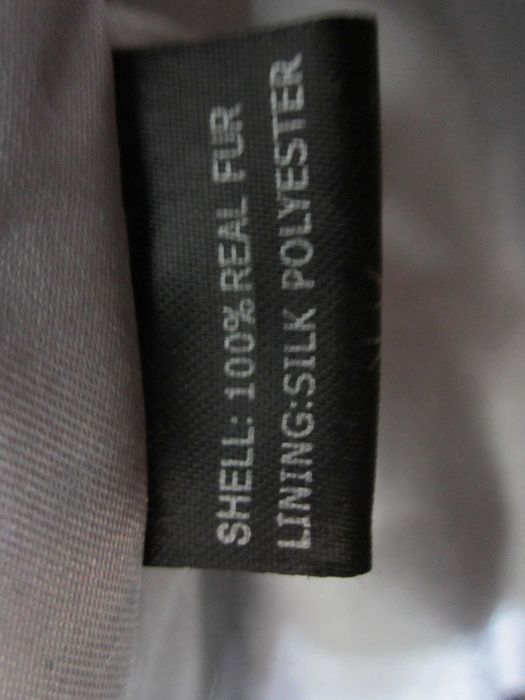 SHELL: 100% REAL FUR
LINING:SILK POLYESTER